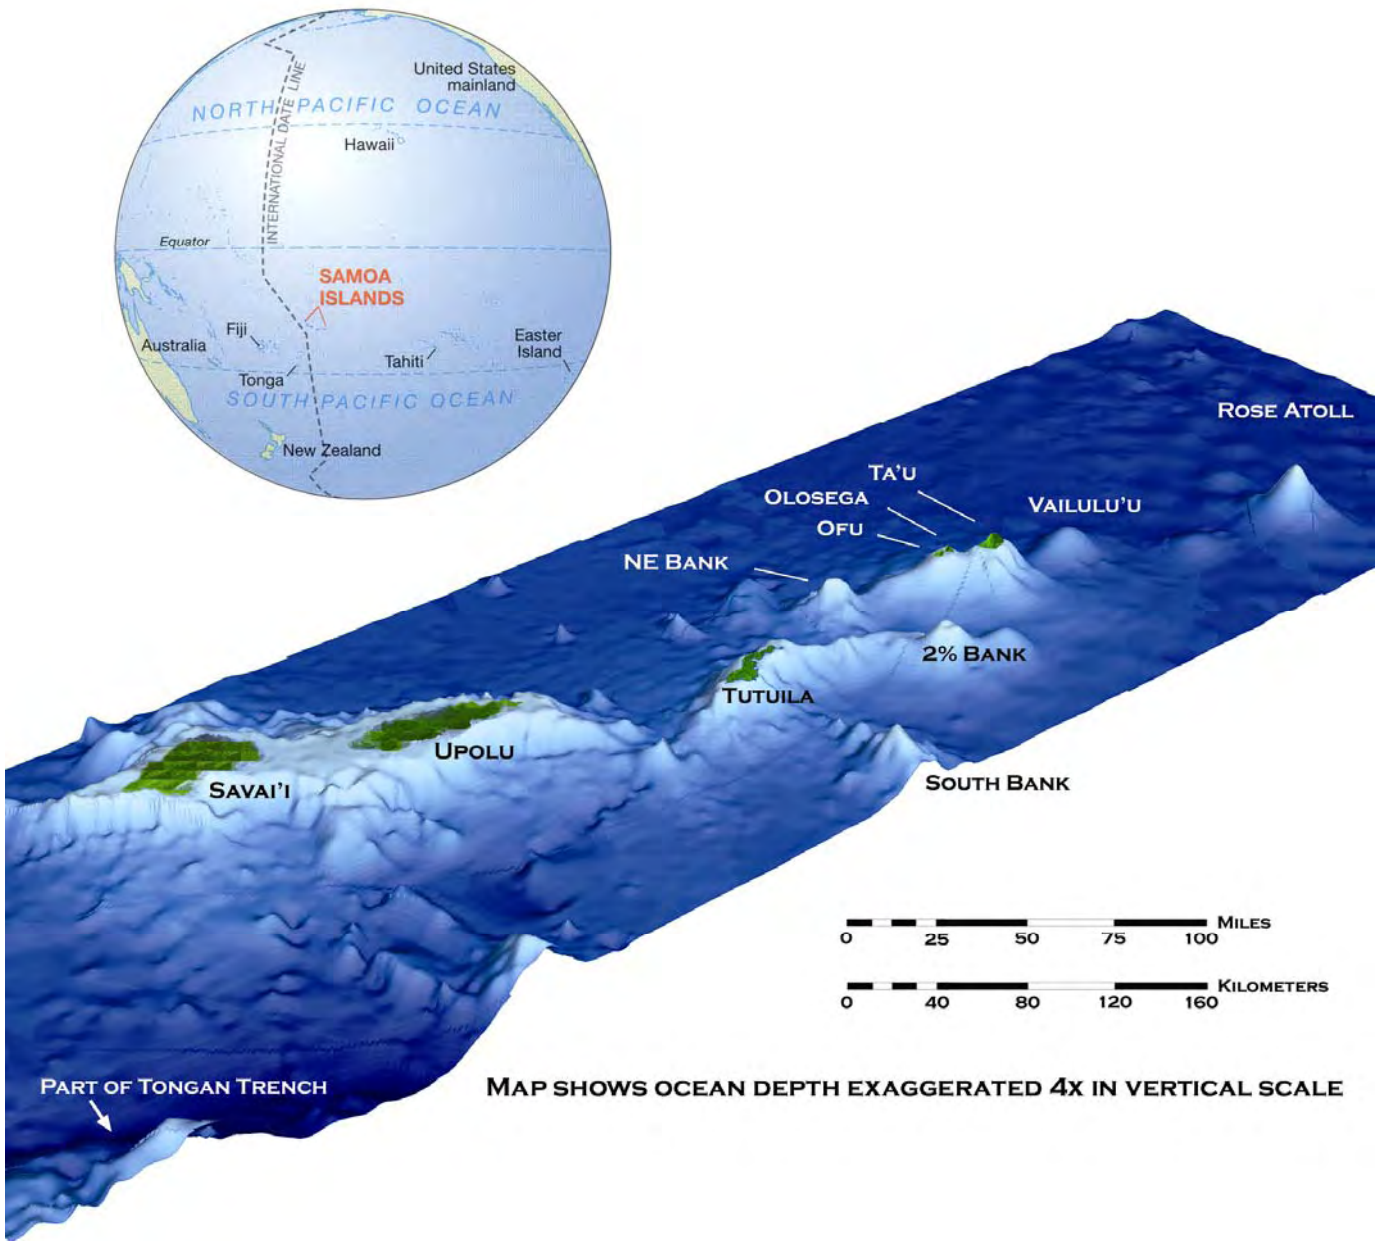 United States
mainland
NORTH PACIFIC OCEAN
INTERNATIONAL DATE LINE
Hawaii
Equator
SAMOA
ISLANDS
Fiji
Easter
Island
Australia
Tahiti
Tonga
SOUTH PACIFIC OCEAN
New Zealand
ROSE ATOLL
TA'U
OLOSEGA
VAILULU'U
OFU
NE BANK
2% BANK
TUTUILA
UPOLU
SAVAI'I
SOUTH BANK
MILES
0 25 50 75 100
KILOMETERS
0 40 80 120 160
PART OF TONGAN TRENCH
MAP SHOWS OCEAN DEPTH EXAGGERATED 4X IN VERTICAL SCALE